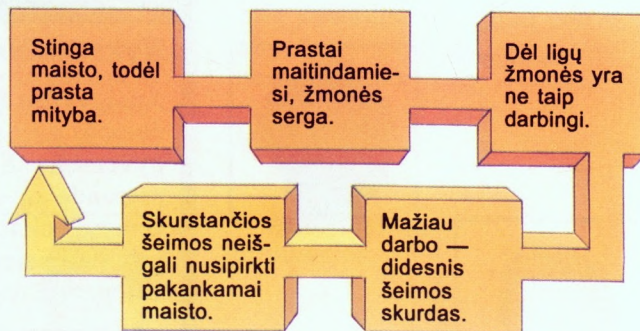 Stinga
maisto, todėl
prasta
mityba.
Prastai
maitindamie-
si, žmonės
serga.
Dėl ligų
žmonės yra
ne taip
darbingi.
Mažiau
darbo —
didesnis
šeimos
skurdas.
Skurstančios
šeimos neiš-
gali nusipirkti
pakankamai
maisto.